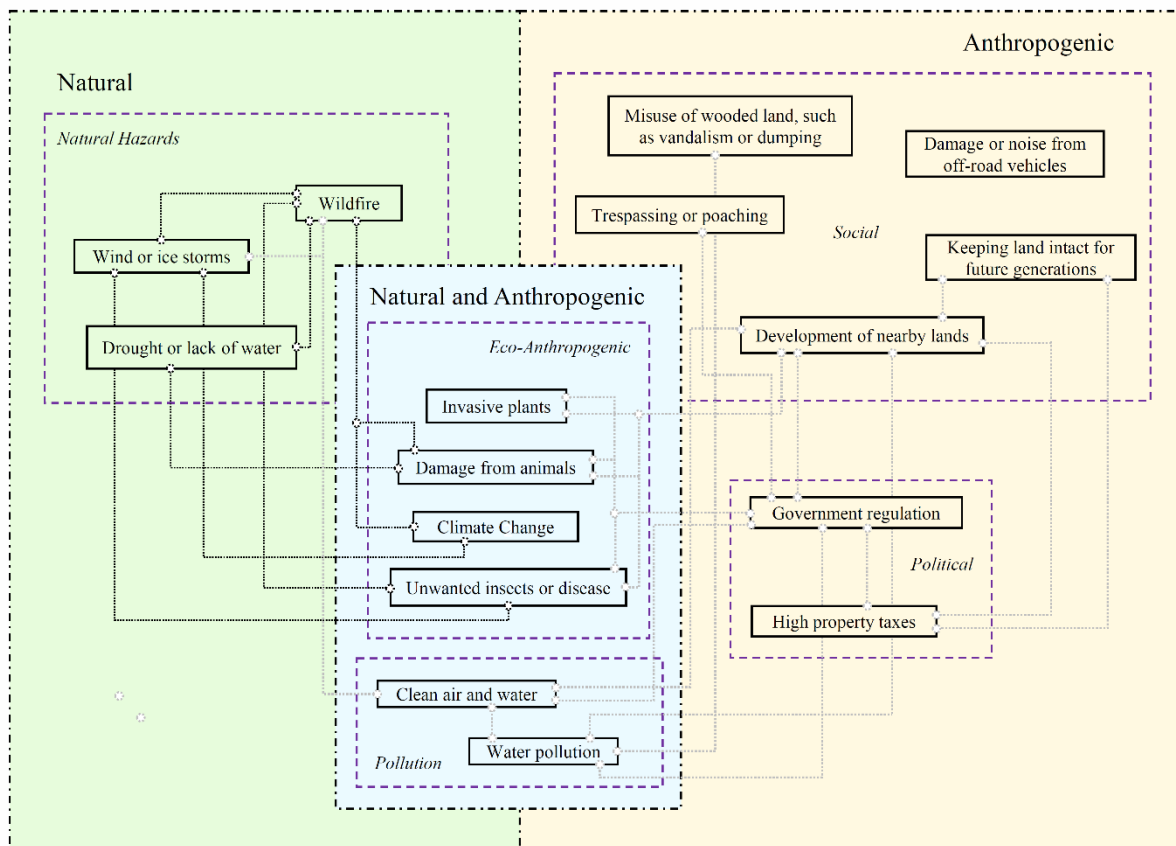 Anthropogenic
Natural
Natural Hazards
Misuse of wooded land, such
as vandalism or dumping
Damage or noise from
off-road vehicles
Wildfire
Trespassing or poaching
Social
Wind or ice storms
Keeping land intact for
future generations
Natural and Anthropogenic
Drought or lack of water
Eco-Anthropogenic
Development of nearby lands
Invasive plants
Damage from animals
Government regulation
Climate Change
Political
Unwanted insects or disease
High property taxes
Clean air and water
Water pollution
Pollution